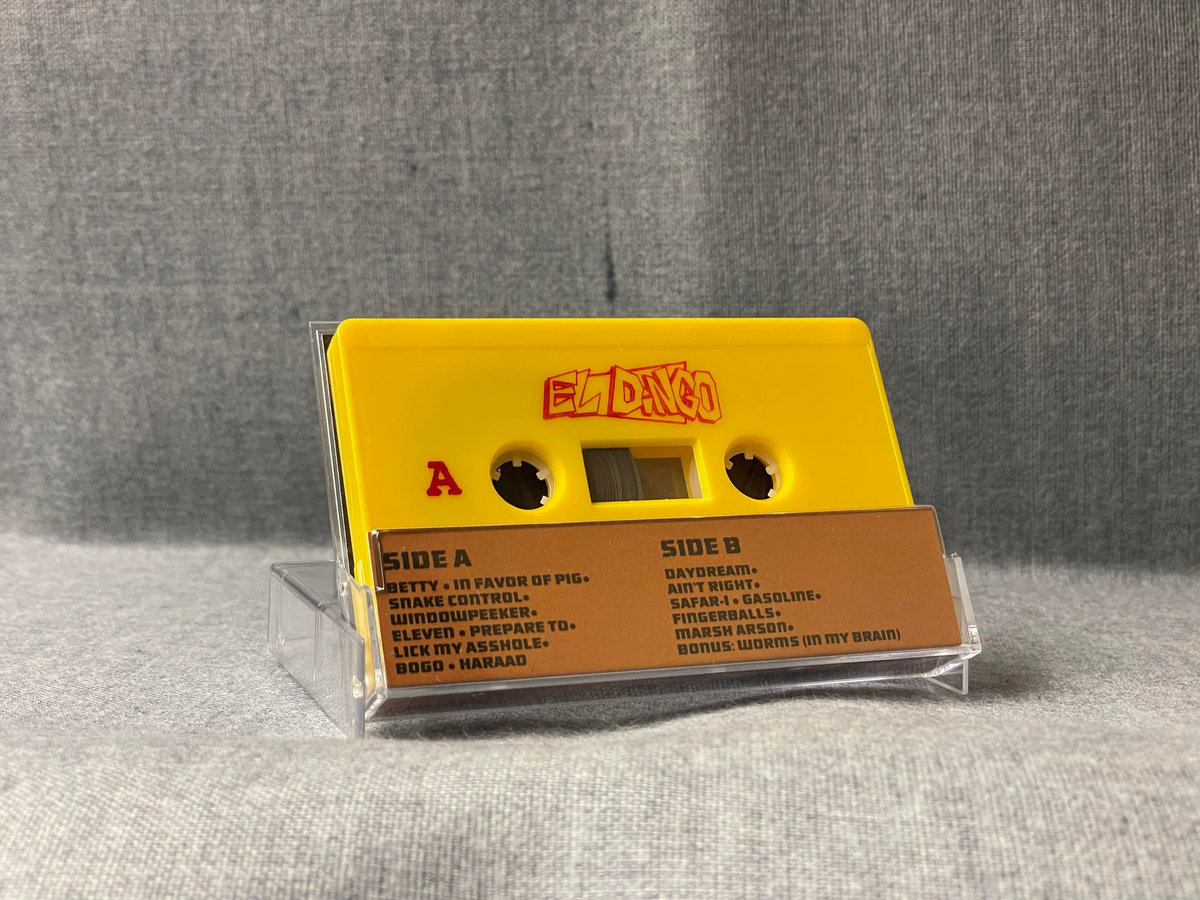 EL DINGO
A
SIDE A
BETTY • IN FAVOR OF PIG•
SNAKE CONTROL•
WINDOWPEEKER•
ELEVEN • PREPARE TO•
LICK MY ASSHOLE•
BOGO • HARAAD
SIDE B
DAYDREAM•
AIN'T RIGHT•
SAFAR-I • GASOLINE•
FINGERBALLS•
MARSH ARSON•
BONUS: WORMS (IN MY BRAIN)